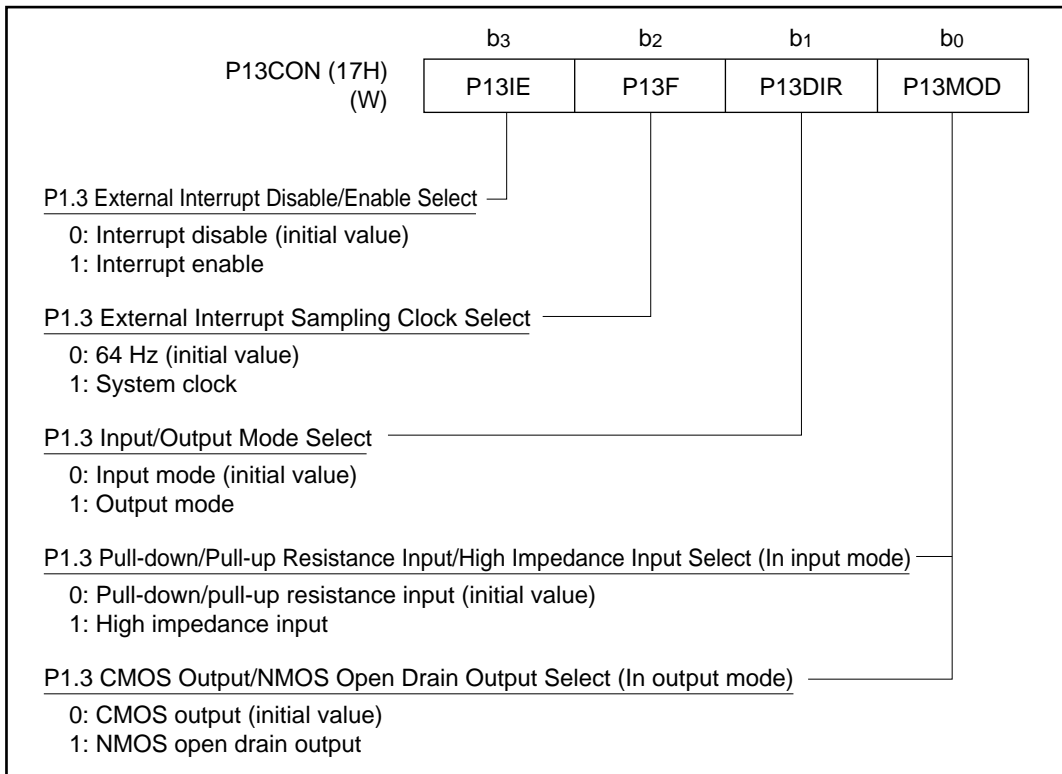 b3 b2 b1 b0
P13CON (17H) P13IE P13F P13DIR P13MOD
(W)
P1.3 External Interrupt Disable/Enable Select
0: Interrupt disable (initial value)
1: Interrupt enable
P1.3 External Interrupt Sampling Clock Select
0: 64 Hz (initial value)
1: System clock
P1.3 Input/Output Mode Select
0: Input mode (initial value)
1: Output mode
P1.3 Pull-down/Pull-up Resistance Input/High Impedance Input Select (In input mode)
0: Pull-down/pull-up resistance input (initial value)
1: High impedance input
P1.3 CMOS Output/NMOS Open Drain Output Select (In output mode)
0: CMOS output (initial value)
1: NMOS open drain output